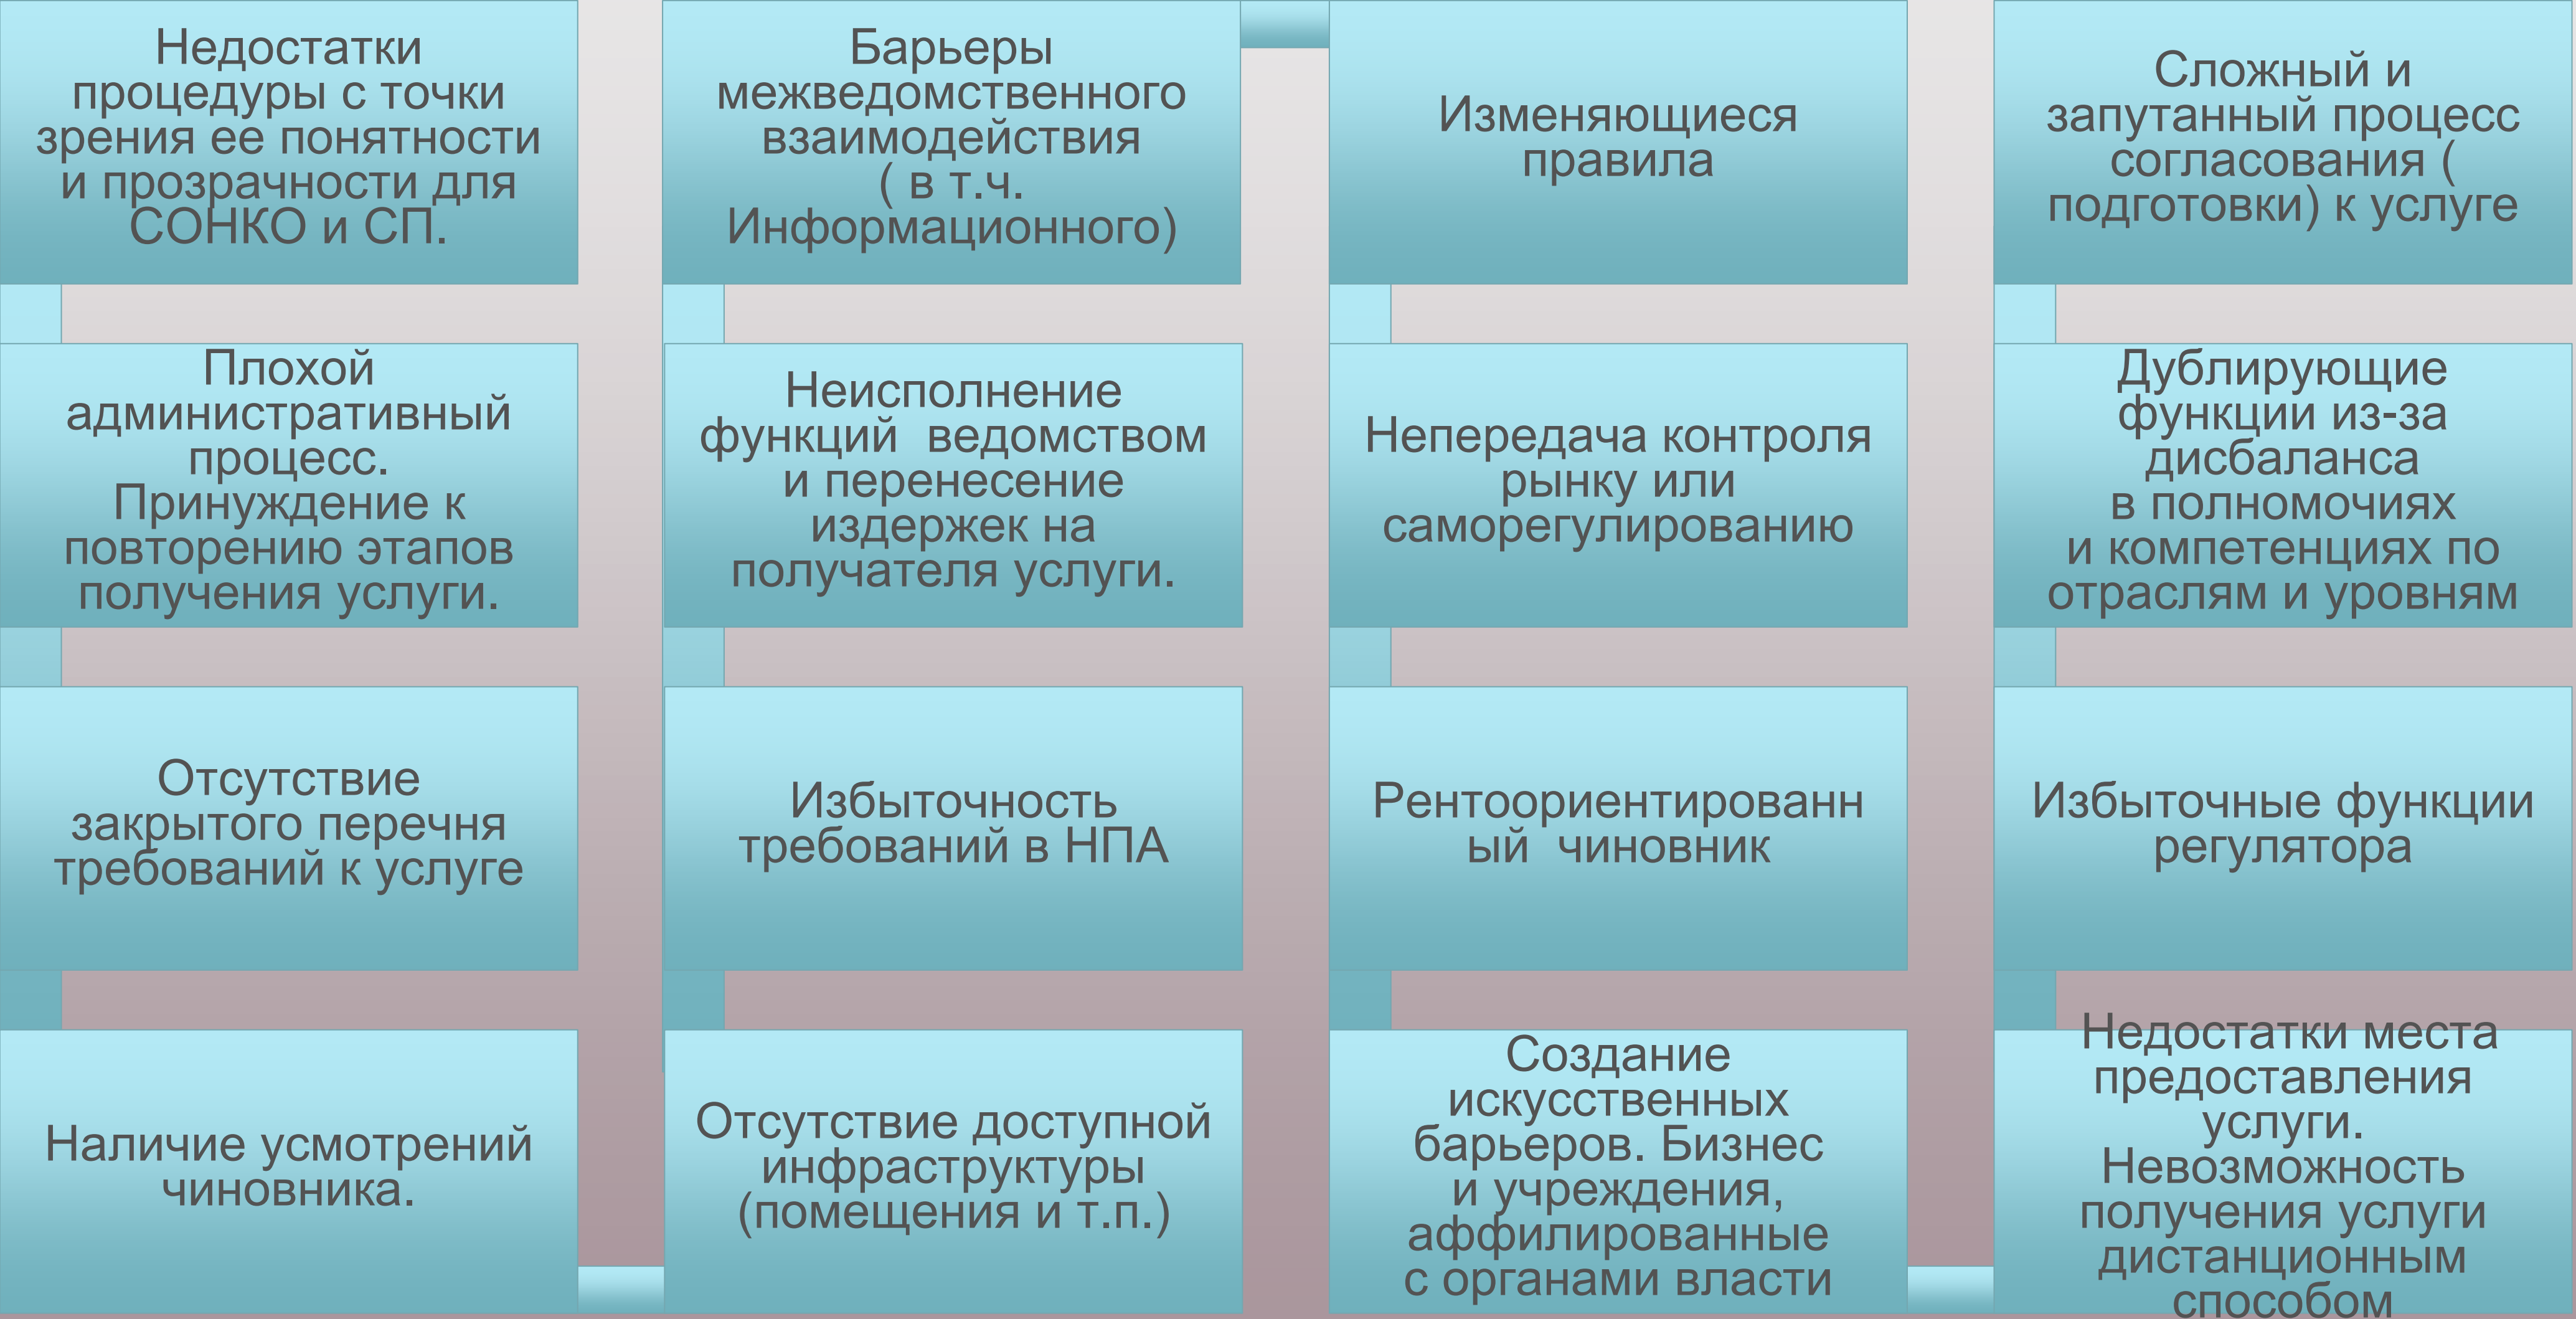 Недостатки
процедуры с точки
зрения ее понятности
и прозрачности для
СОНКО и СП.
Плохой
административный
процесс.
Принуждение к
повторению этапов
получения услуги.
Отсутствие
закрытого перечня
требований к услуге
Наличие усмотрений
чиновника.
Барьеры
межведомственного
взаимодействия
( в т.ч.
Информационного)
Неисполнение
функций  ведомством
и перенесение
издержек на
получателя услуги.
Избыточность
требований в НПА
Отсутствие доступной
инфраструктуры
(помещения и т.п.)
Изменяющиеся
правила
Непередача контроля
рынку или
саморегулированию
Рентоориентированн
ый  чиновник
Создание
искусственных
барьеров. Бизнес
и учреждения,
аффилированные
с органами власти
Сложный и
запутанный процесс
согласования (
подготовки) к услуге
Дублирующие
функции из-за
дисбаланса
в полномочиях
и компетенциях по
отраслям и уровням
Избыточные функции
регулятора
Недостатки места
предоставления
услуги.
Невозможность
получения услуги
дистанционным
способом